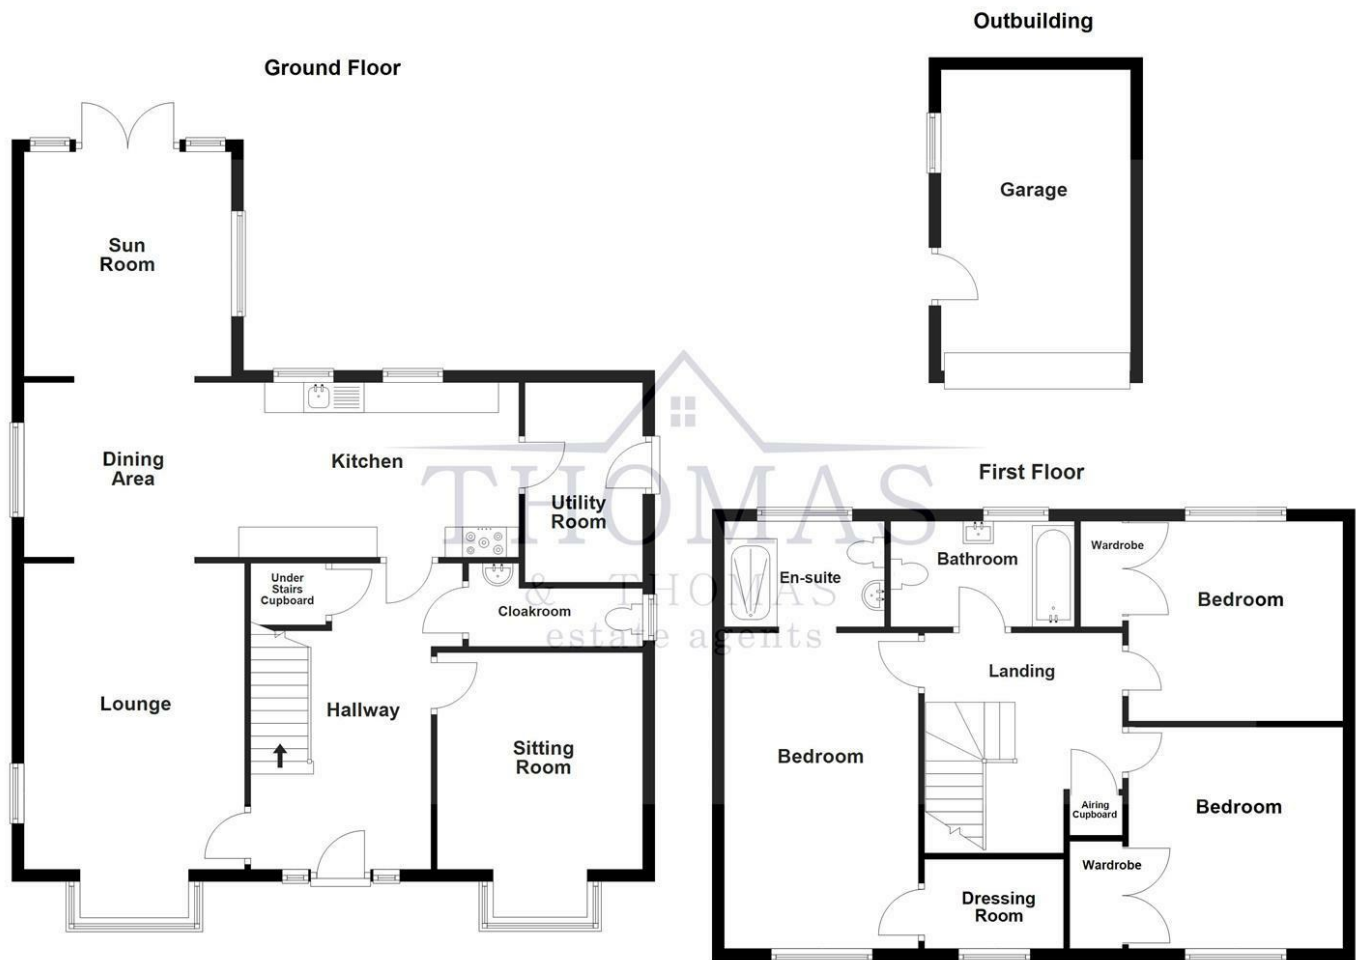 Outbuilding
Ground Floor
Garage
Sun
Room
Dining
Area
Kitchen
Utility
Room
First Floor
THOMAS
& THOMAS
estate agents
Under
Stairs
Cupboard
Cloakroom
Lounge
Hallway
Sitting
Room
En-suite
Bathroom
Wardrobe
Bedroom
Landing
Bedroom
Airing
Cupboard
Bedroom
Wardrobe
Dressing
Room